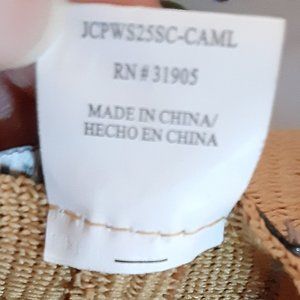 JCPWS25SC-CAML
RN # 31905
MADE IN CHINA/
HECHO EN CHINA